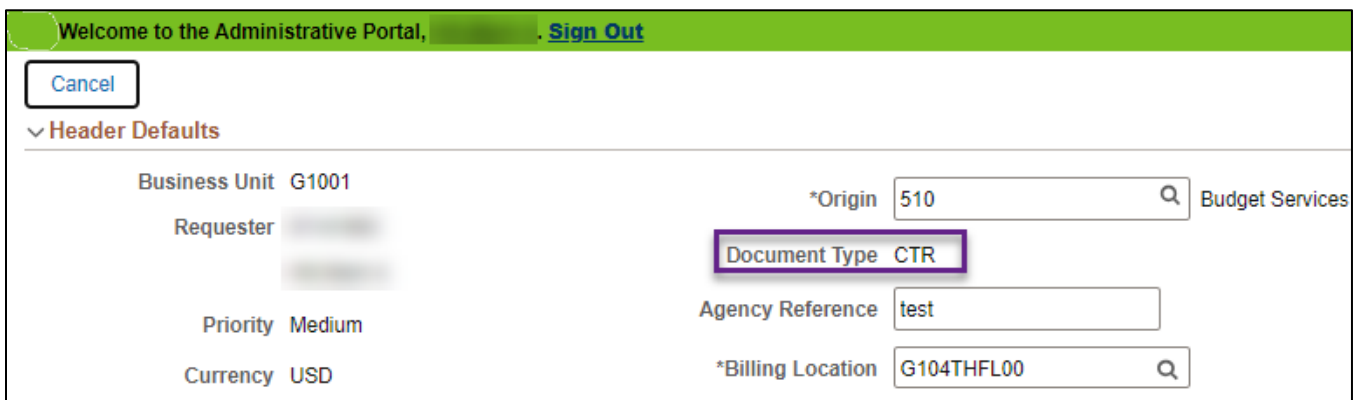 Welcome to the Administrative Portal, . Sign Out
Cancel
Header Defaults
Business Unit G1001
*Origin 510 Budget Services
Requester
Document Type CTR
Agency Reference test
Priority Medium
*Billing Location G104THFL00
Currency USD